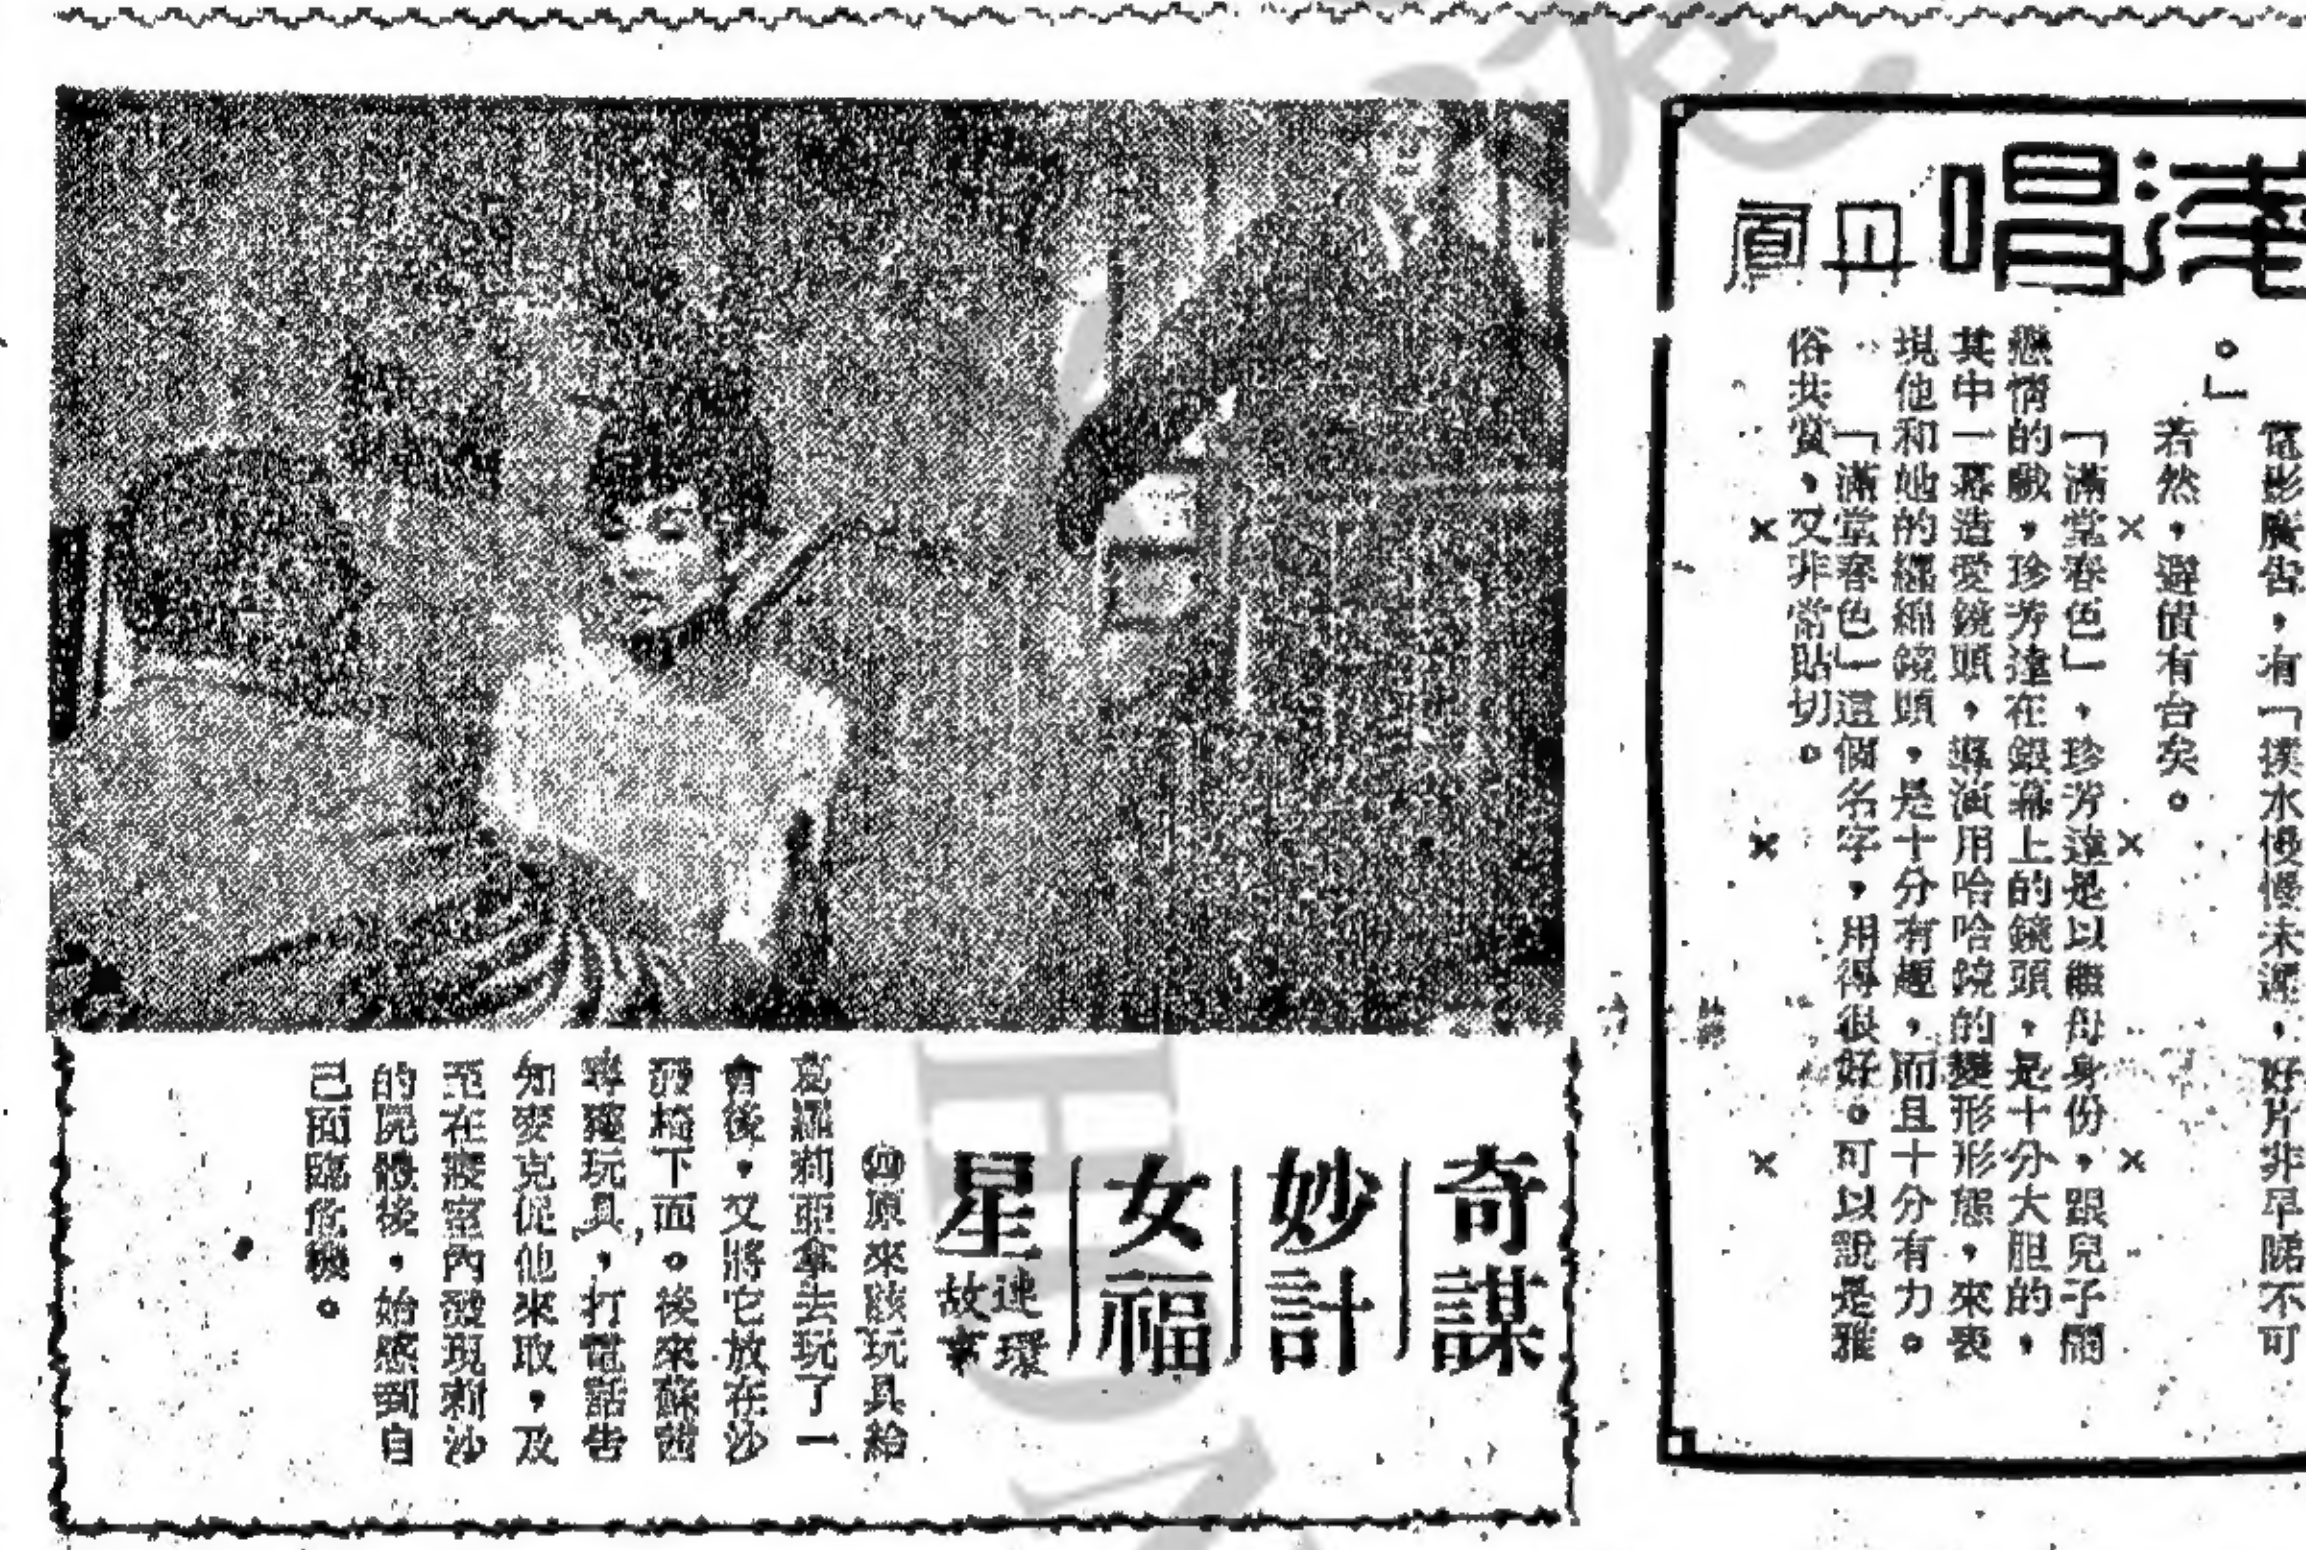 淺唱
丹眉
電影廣告，有「撲水慢慢未遲，好片非早睇不可
。」
若然，避債有台矣。
× × ×
「滿堂春色」，珍芳達是以繼母身份，跟兒子鬧
戀情的戲，珍芳達在銀幕上的鏡頭，是十分大胆的，
其中一幕造愛鏡頭，導演用哈哈鏡的變形形態，來表
現他和她的纏綿鏡頭，是十分有趣，而且十分有力。
「滿堂春色」這個名字，用得很好。可以說是雅
俗共賞，又非常貼切。
× × ×
奇謀
妙計
女福
星
連環
故事
㊃原來該玩具給
葛羅莉亞拿去玩了一
會後，又將它放在沙
發椅下面。後來蘇茜
尋獲玩具，打電話告
知麥克促他來取，及
至在寢室內發現莉沙
的屍體後，始感到自
己面臨危機。